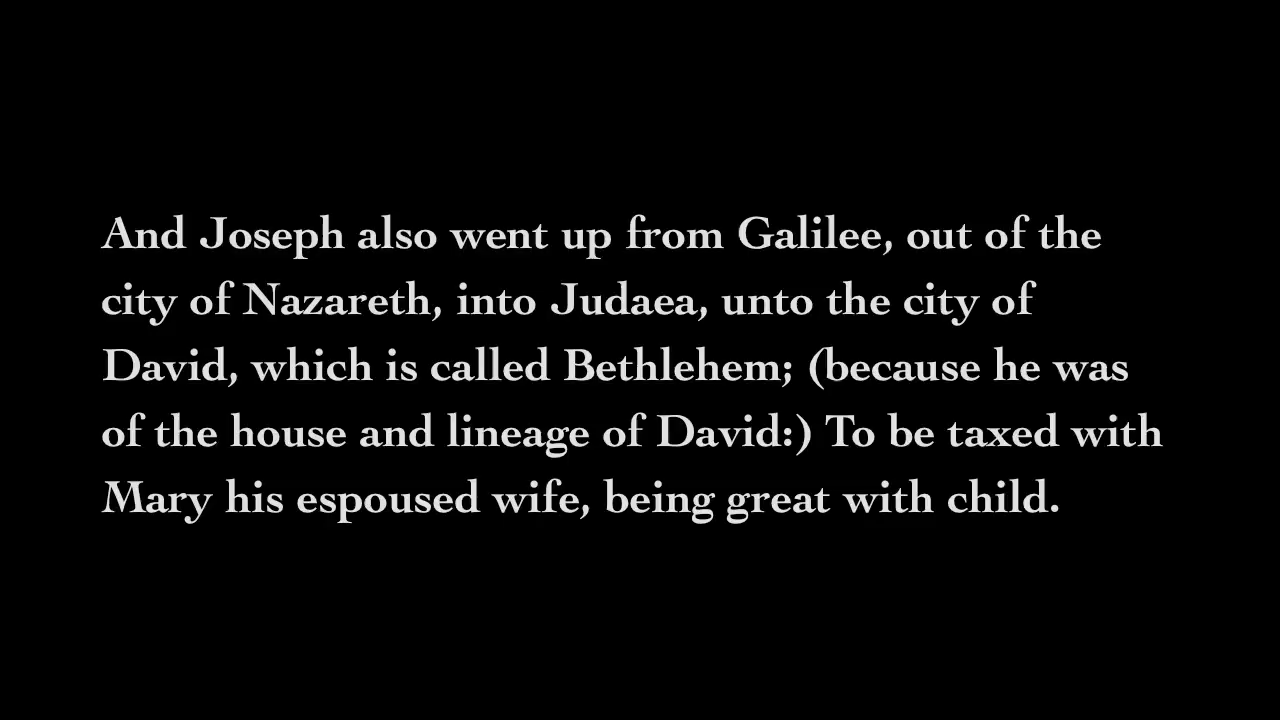 And Joseph also went up from Galilee, out of the
city of Nazareth, into Judaea, unto the city of
David, which is called Bethlehem; (because he was
of the house and lineage of David:) To be taxed with
Mary his espoused wife, being great with child.